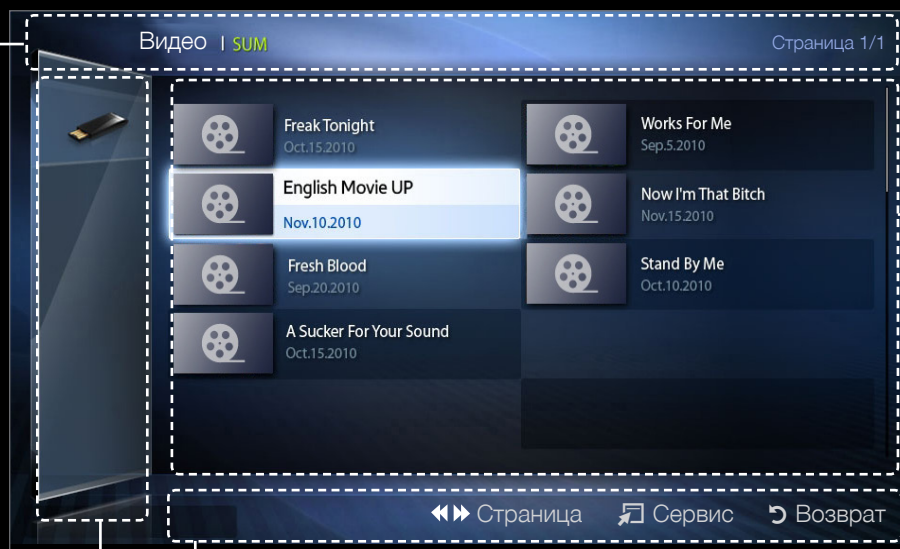 Видео | SUM
Страница 1/1
Freak Tonight
Oct.15.2010
Works For Me
Sep.5.2010
English Movie UP
Nov.10.2010
Now I'm That Bitch
Nov.15.2010
Fresh Blood
Sep.20.2010
Stand By Me
Oct.10.2010
A Sucker For Your Sound
Oct.15.2010
Страница Сервис Возврат